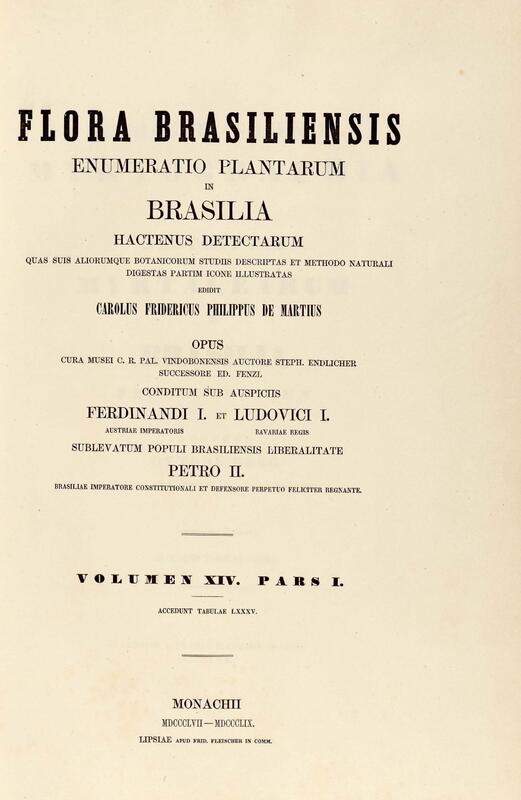 FLORA BRASILIENSIS
ENUMERATIO PLANTARUM
IN
BRASILIA
HACTENUS DETECTARUM
QUAS SUIS ALIORUMQUE BOTANICORUM STUDIIS DESCRIPTAS ET METHODO NATURALI
DIGESTAS PARTIM ICONE ILLUSTRATAS
EDIDIT
CAROLUS FRIDERICUS PHILIPPUS DE MARTIUS
OPUS
CURA MUSEI C. R. PAL. VINDOBONENSIS AUCTORE STEPH. ENDLICHER
SUCCESSORE ED. FENZL
CONDITUM SUB AUSPICIIS
FERDINANDI I. ET LUDOVICI I.
AUSTRIAE IMPERATORIS BAVARIAE REGIS
SUBLEVATUM POPULI BRASILIENSIS LIBERALITATE
PETRO II.
BRASILIAE IMPERATORE CONSTITUTIONALI ET DEFENSORE PERPETUO FELICITER REGNANTE.
VOLUMEN XIV. PARS I.
ACCEDUNT TABULAE LXXXV.
MONACHII
MDCCCLVII—MDCCCLIX.
LIPSIAE APUD FRID. FLEISCHER IN COMM.